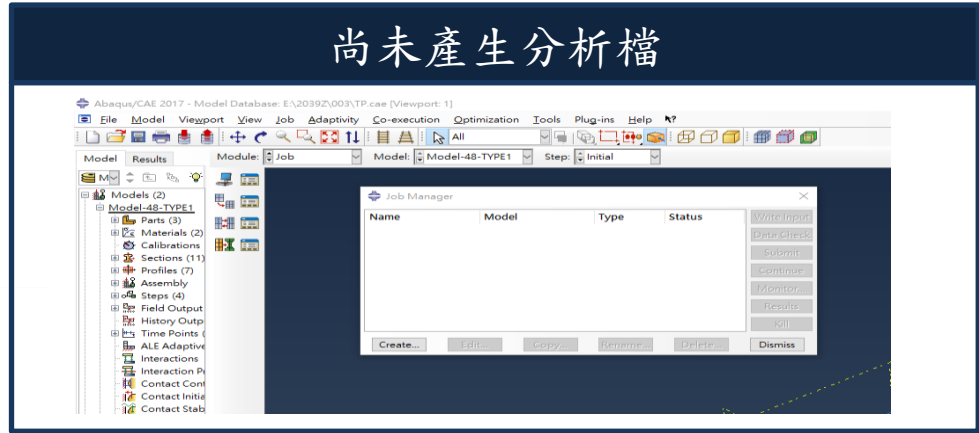 尚未產生分析檔
Abaqus/CAE 2017 - Model Database: E:\2039Z\003\TP.cae [Viewport: 1]
File Model Viewport View Job Adaptivity Co-execution Optimization Tools Plug-ins Help
All
Model Results Module: Job Model: Model-48-TYPE1 Step: Initial
M
Models (2)
Model-48-TYPE1
Parts (3)
Materials (2)
Calibrations
Sections (11)
Profiles (7)
Assembly
Steps (4)
Field Output
History Outp
Time Points (
ALE Adaptive
Interactions
Interaction Pr
Contact Cont
Contact Initia
Contact Stab
Job Manager
Name Model Type Status
Write Input
Data Check
Submit
Continue
Monitor...
Results
Kill
Create... Edit... Copy... Rename... Delete... Dismiss